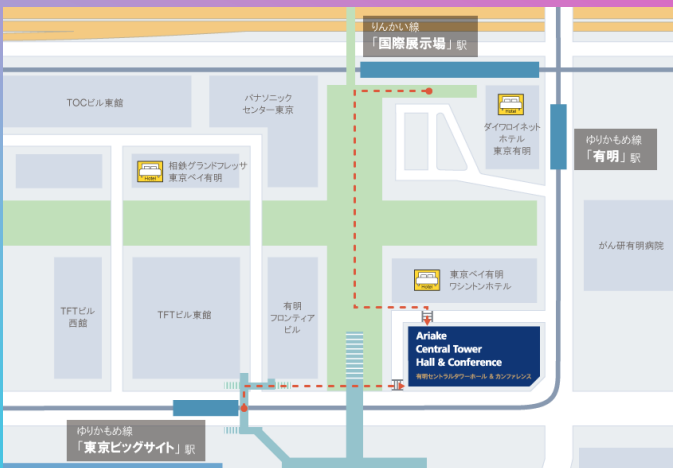 りんかい線
「国際展示場」駅
TOCビル東館
パナソニック
センター東京
Hotel
ダイワロイネット
ホテル
東京有明
ゆりかもめ線
「有明」駅
Hotel
相鉄グランドフレッサ
東京ベイ有明
がん研有明病院
Hotel
東京ベイ有明
ワシントンホテル
TFTビル
西館
TFTビル東館
有明
フロンティア
ビル
Ariake
Central Tower
Hall & Conference
有明セントラルタワーホール & カンファレンス
ゆりかもめ線
「東京ビッグサイト」駅